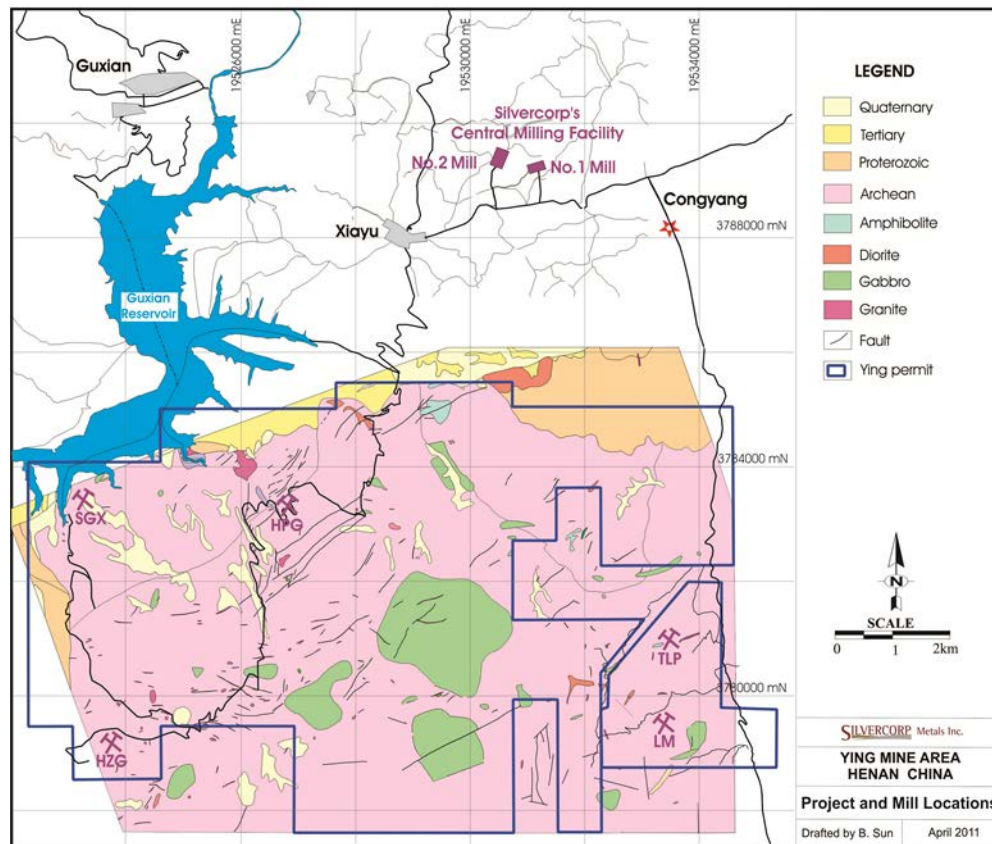 Guxian
19526000 mE
19530000 mE
19534000 mE
Silvercorp's
Central Milling Facility
No.2 Mill
No.1 Mill
Xiayu
Congyang
3788000 mN
Guxian
Reservoir
3784000 mN
SGX
HPG
TLP
3780000 mN
HZG
LM
LEGEND
Quaternary
Tertiary
Proterozoic
Archean
Amphibolite
Diorite
Gabbro
Granite
Fault
Ying permit
N
SCALE
0 1 2km
SILVERCORP Metals Inc.
YING MINE AREA
HENAN CHINA
Project and Mill Locations
Drafted by B. Sun April 2011